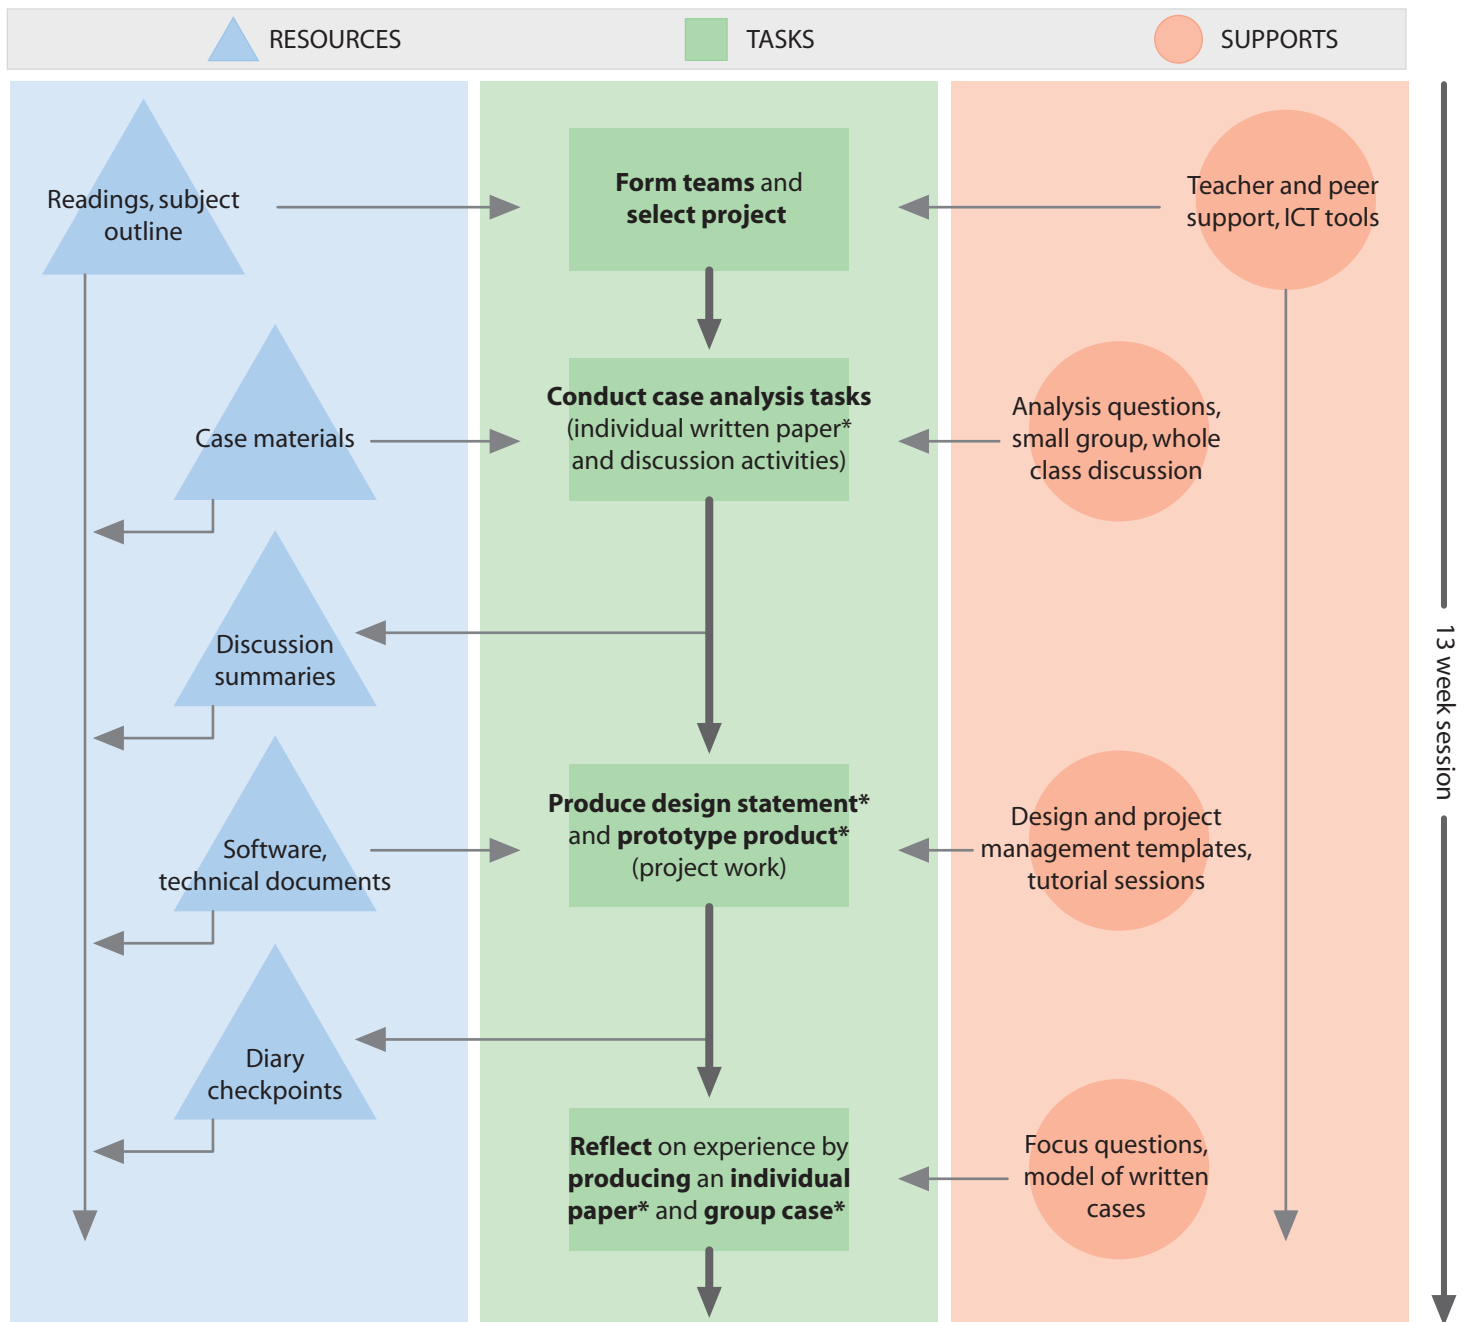 RESOURCES
TASKS
SUPPORTS
Readings, subject
outline
Form teams and
select project
Teacher and peer
support, ICT tools
Case materials
Conduct case analysis tasks
(individual written paper*
and discussion activities)
Analysis questions,
small group, whole
class discussion
Discussion
summaries
13 week session
Software,
technical documents
Produce design statement*
and prototype product*
(project work)
Design and project
management templates,
tutorial sessions
Diary
checkpoints
Reflect on experience by
producing an individual
paper* and group case*
Focus questions,
model of written
cases